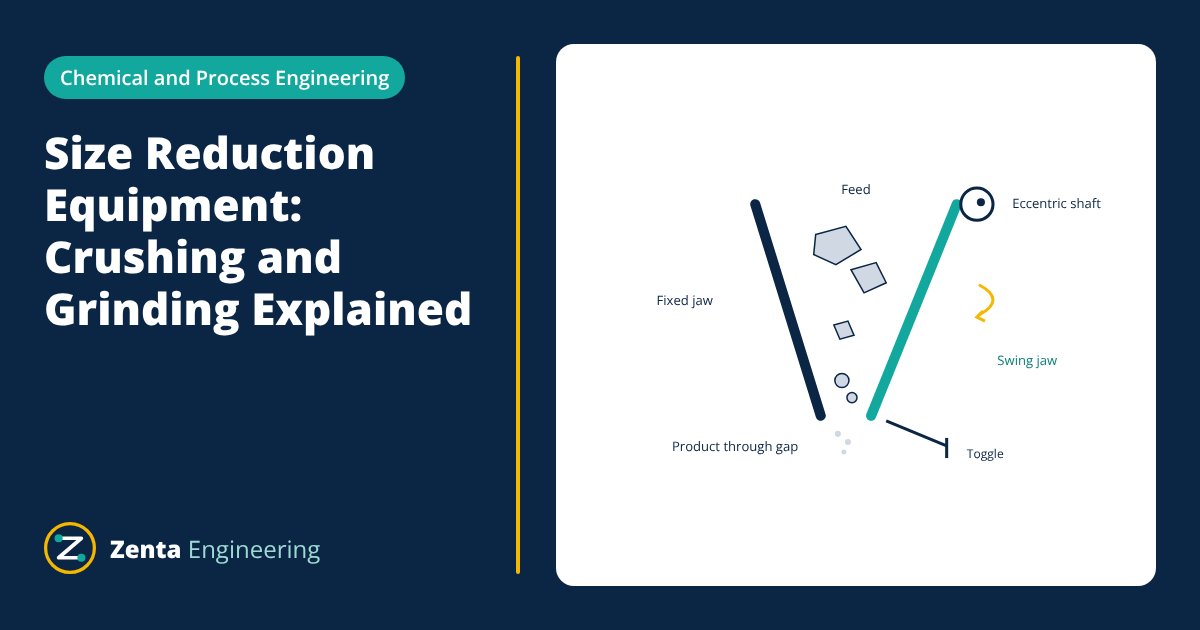 Chemical and Process Engineering
Size Reduction
Equipment:
Crushing and
Grinding Explained
Zenta Engineering
Feed
Eccentric shaft
Fixed jaw
Swing jaw
Product through gap
Toggle